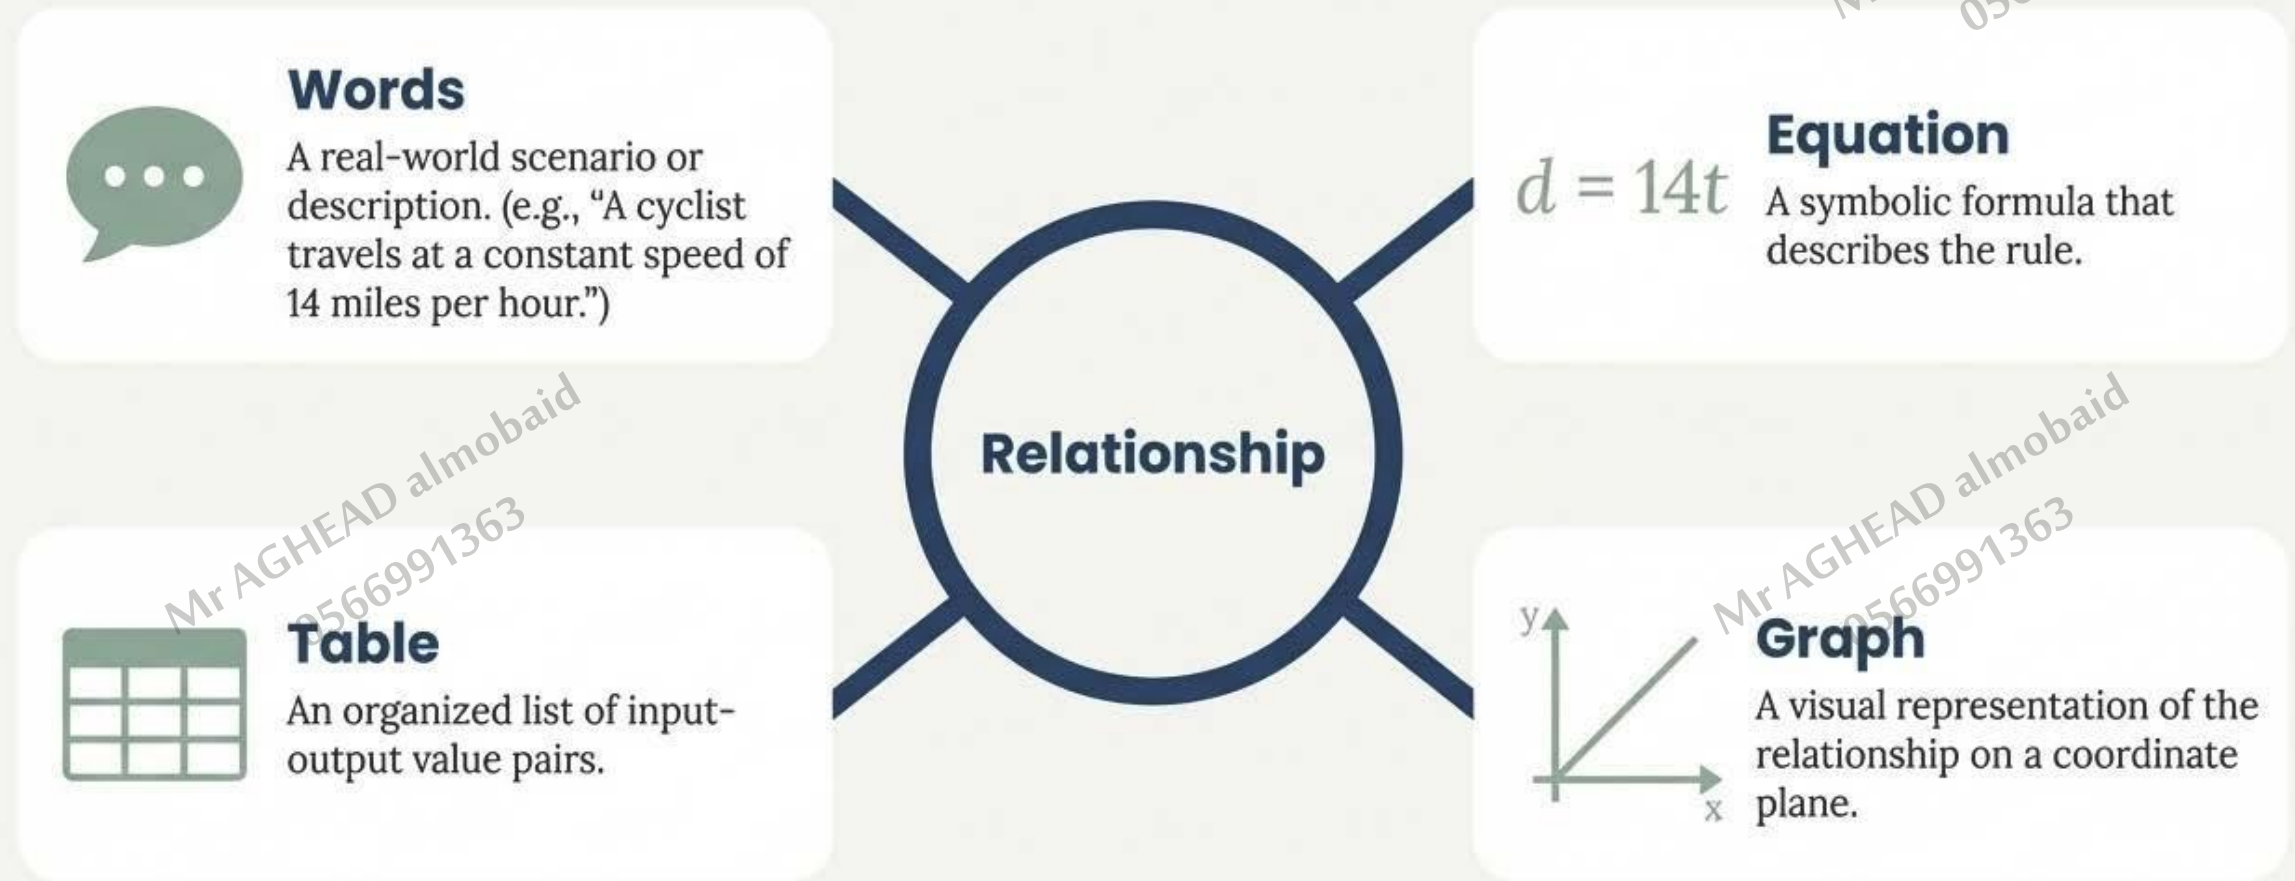 Words
A real-world scenario or
description. (e.g., “A cyclist
travels at a constant speed of
14 miles per hour.”)
d = 14t
Equation
A symbolic formula that
describes the rule.
Relationship
Mr AGHEAD almobaid
0566991363
Mr AGHEAD almobaid
0566991363
Table
An organized list of input-
output value pairs.
y
x
Graph
A visual representation of the
relationship on a coordinate
plane.